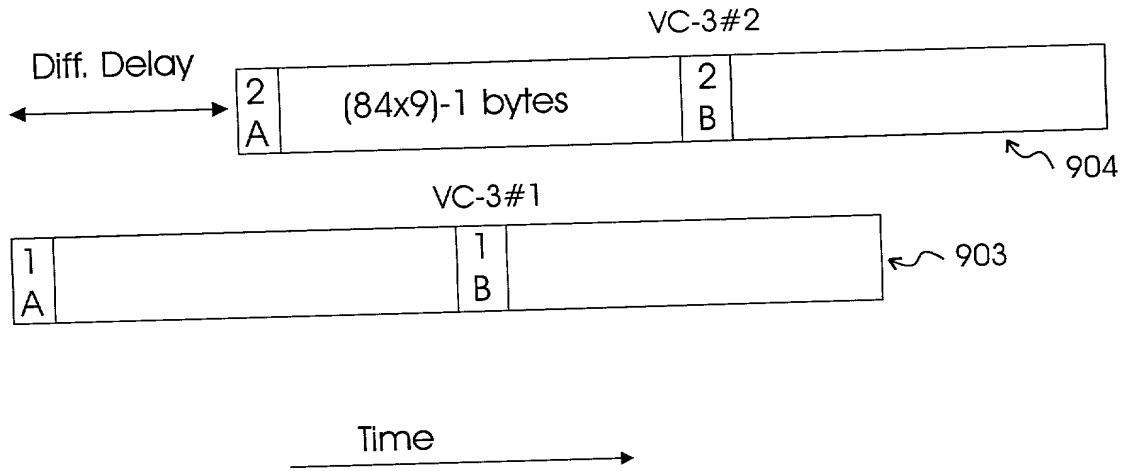 VC-3#2
Diff. Delay
2
A
(84x9)-1 bytes
2
B
904
VC-3#1
1
A
1
B
903
Time